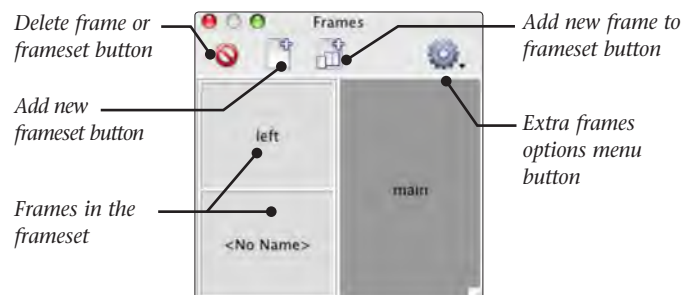 Delete frame or
frameset button
Frames
Add new frame to
frameset button
Add new
frameset button
left
main
Extra frames
options menu
button
Frames in the
frameset
<No Name>